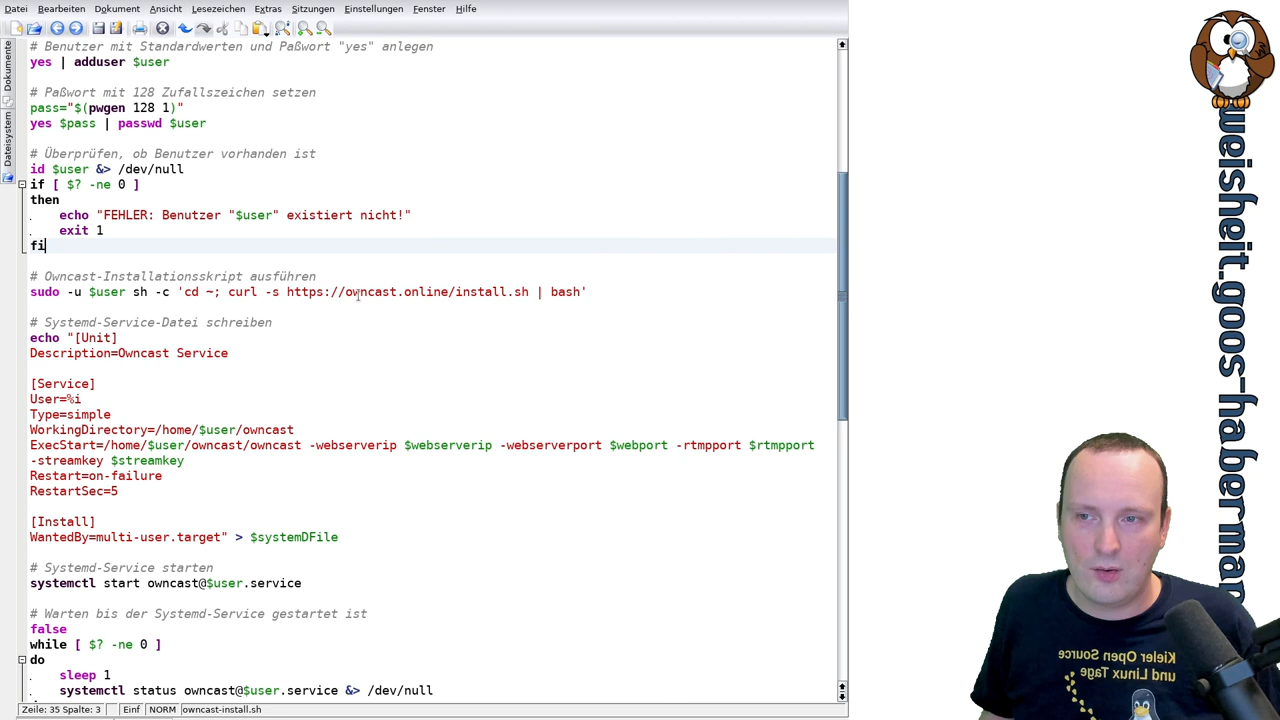 Datei Bearbeiten Dokument Ansicht Lesezeichen Extras Sitzungen Einstellungen Fenster Hilfe
Dokumente
Dateisystem
# Benutzer mit Standardwerten und Paßwort "yes" anlegen
yes | adduser $user
# Paßwort mit 128 Zufallszeichen setzen
pass="$(pwgen 128 1)"
yes $pass | passwd $user
# Überprüfen, ob Benutzer vorhanden ist
id $user &> /dev/null
if [ $? -ne 0 ]
then
echo "FEHLER: Benutzer "$user" existiert nicht!"
exit 1
fi
# Owncast-Installationsskript ausführen
sudo -u $user sh -c 'cd ~; curl -s https://owncast.online/install.sh | bash'
# Systemd-Service-Datei schreiben
echo "[Unit]
Description=Owncast Service
[Service]
User=%i
Type=simple
WorkingDirectory=/home/$user/owncast
ExecStart=/home/$user/owncast/owncast -webserverip $webserverip -webserverport $webport -rtmpport $rtmpport
-streamkey $streamkey
Restart=on-failure
RestartSec=5
[Install]
WantedBy=multi-user.target" > $systemDFile
# Systemd-Service starten
systemctl start owncast@$user.service
# Warten bis der Systemd-Service gestartet ist
false
while [ $? -ne 0 ]
do
sleep 1
systemctl status owncast@$user.service &> /dev/null
Zeile: 35 Spalte: 3 Einf NORM owncast-install.sh
weisheit.goos-haberman
Kieler Open Source
und Linux Tage